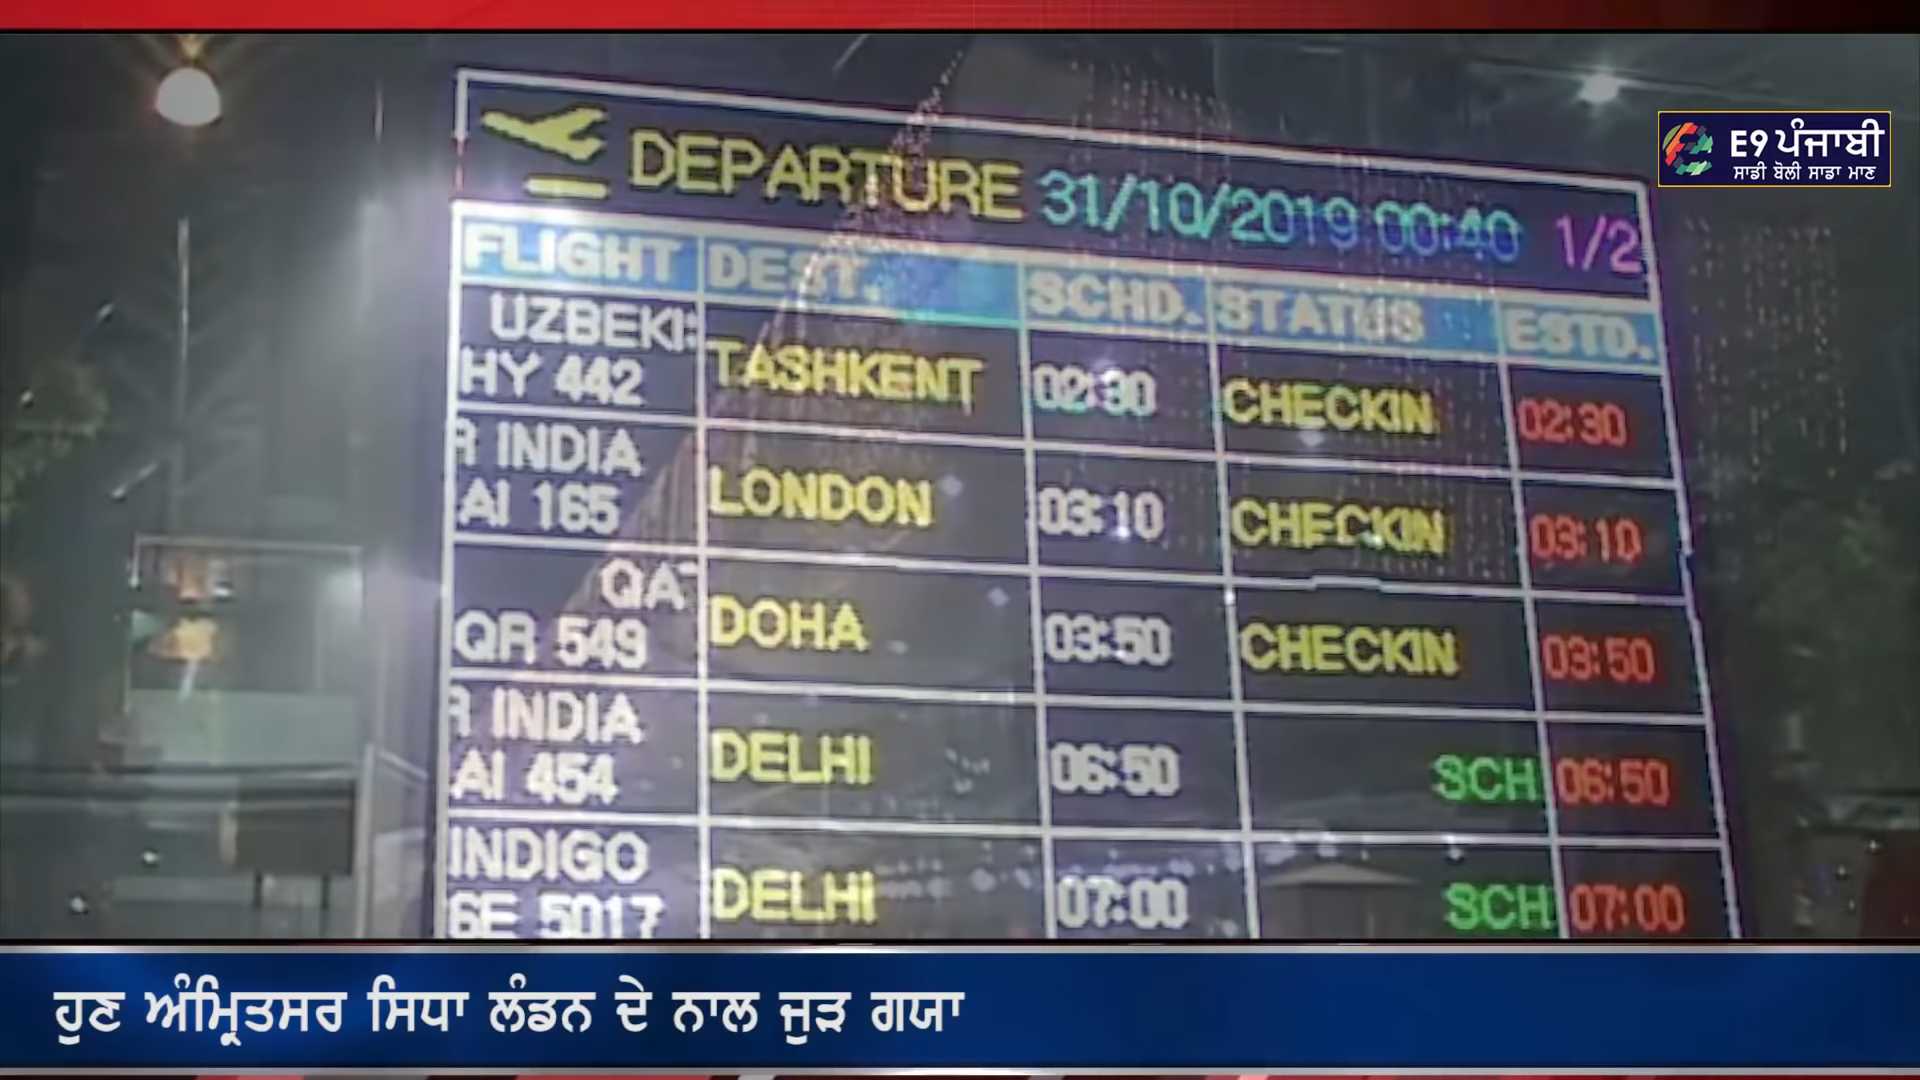 E9 ਪੰਜਾਬੀ
ਸਾਡੀ ਬੋਲੀ ਸਾਡਾ ਮਾਣ
DEPARTURE 31/10/2019 00:40 1/2
FLIGHT DEST. SCHD. STATUS ESTD.
UZBEKI
HY 442 TASHKENT 02:30 CHECKIN 02:30
R INDIA
AI 165 LONDON 03:10 CHECKIN 03:10
QAT
QR 549 DOHA 03:50 CHECKIN 03:50
R INDIA
AI 454 DELHI 06:50 SCH 06:50
INDIGO
6E 5017 DELHI 07:00 SCH 07:00
ਹੁਣ ਅੰਮ੍ਰਿਤਸਰ ਸਿਧਾ ਲੰਡਨ ਦੇ ਨਾਲ ਜੁੜ ਗਯਾ